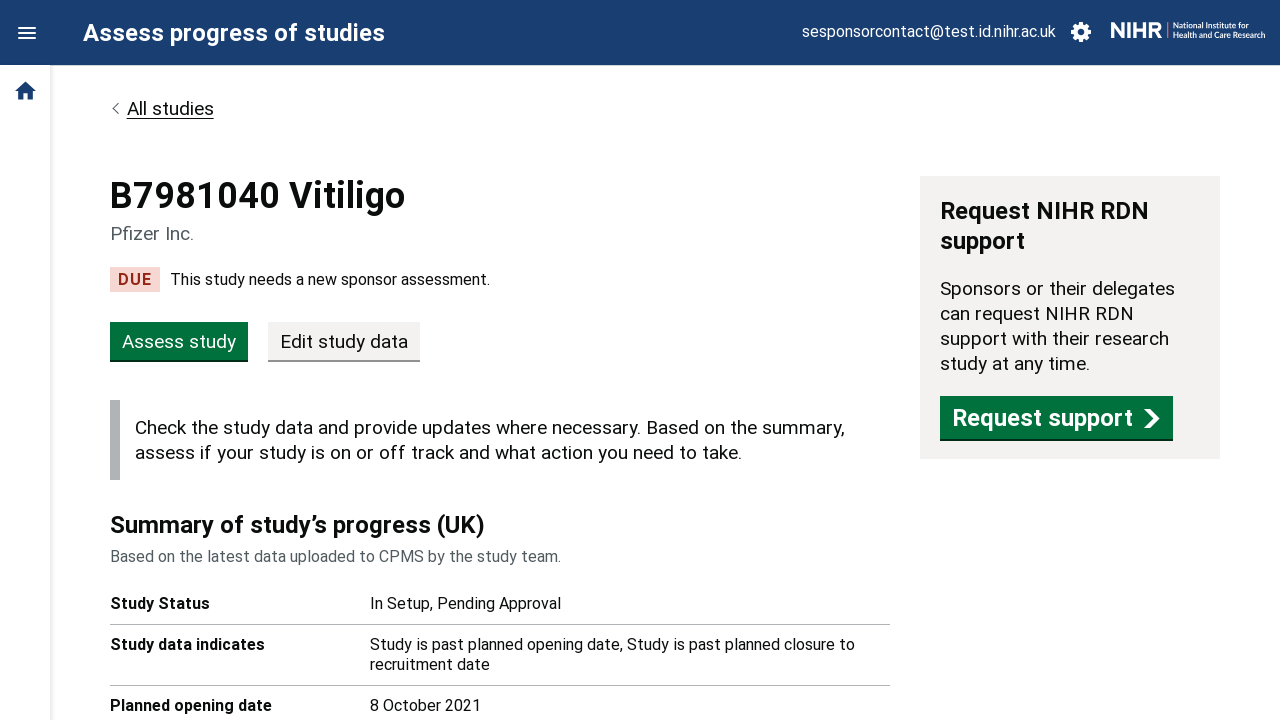 Assess progress of studies
sesponsorcontact@test.id.nihr.ac.uk
NIHR
National Institute for
Health and Care Research
All studies
B7981040 Vitiligo
Pfizer Inc.
DUE This study needs a new sponsor assessment.
Assess study
Edit study data
Check the study data and provide updates where necessary. Based on the summary,
assess if your study is on or off track and what action you need to take.
Summary of study’s progress (UK)
Based on the latest data uploaded to CPMS by the study team.
Study Status In Setup, Pending Approval
Study data indicates Study is past planned opening date, Study is past planned closure to
recruitment date
Planned opening date 8 October 2021
Request NIHR RDN
support
Sponsors or their delegates
can request NIHR RDN
support with their research
study at any time.
Request support